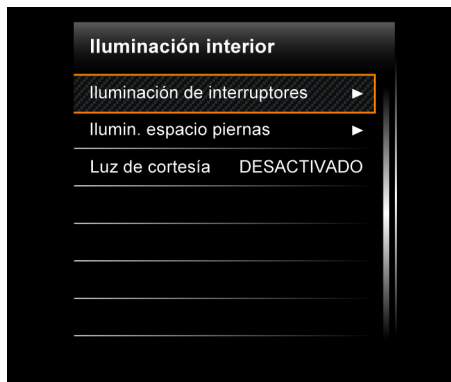 Iluminación interior
Iluminación de interruptores
Ilumin. espacio piernas
Luz de cortesía DESACTIVADO